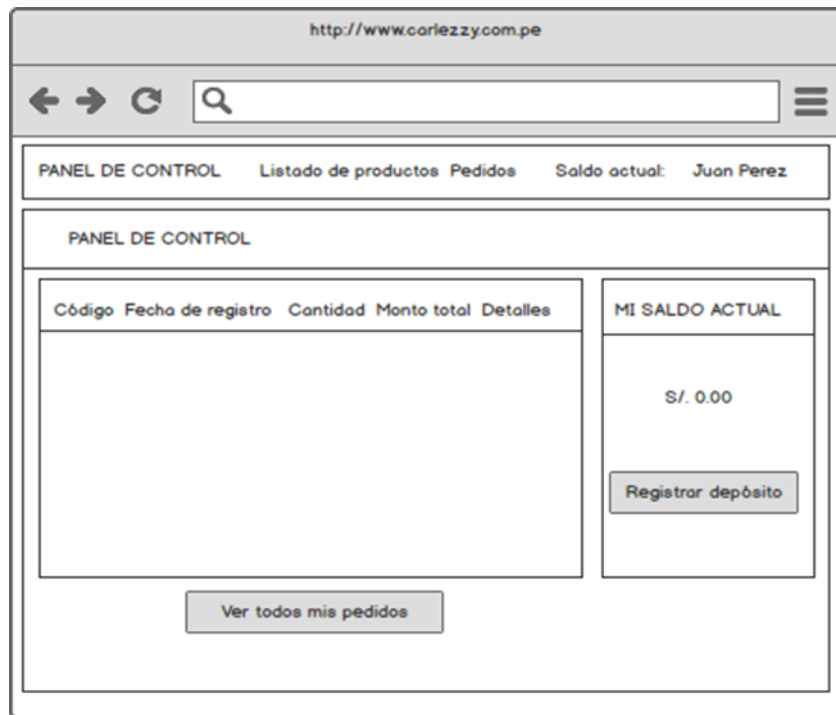 http://www.carlezzy.com.pe
PANEL DE CONTROL Listado de productos Pedidos Saldo actual: Juan Perez
PANEL DE CONTROL
Código Fecha de registro Cantidad Monto total Detalles
MI SALDO ACTUAL
S/. 0.00
Registrar depósito
Ver todos mis pedidos